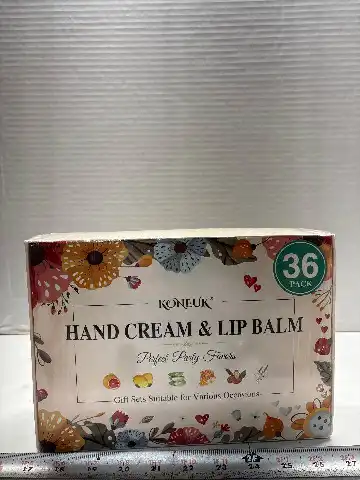 36
PACK
KONEUK®
HAND CREAM & LIP BALM
Perfect Party Favors
Gift Sets Suitable for Various Occasions